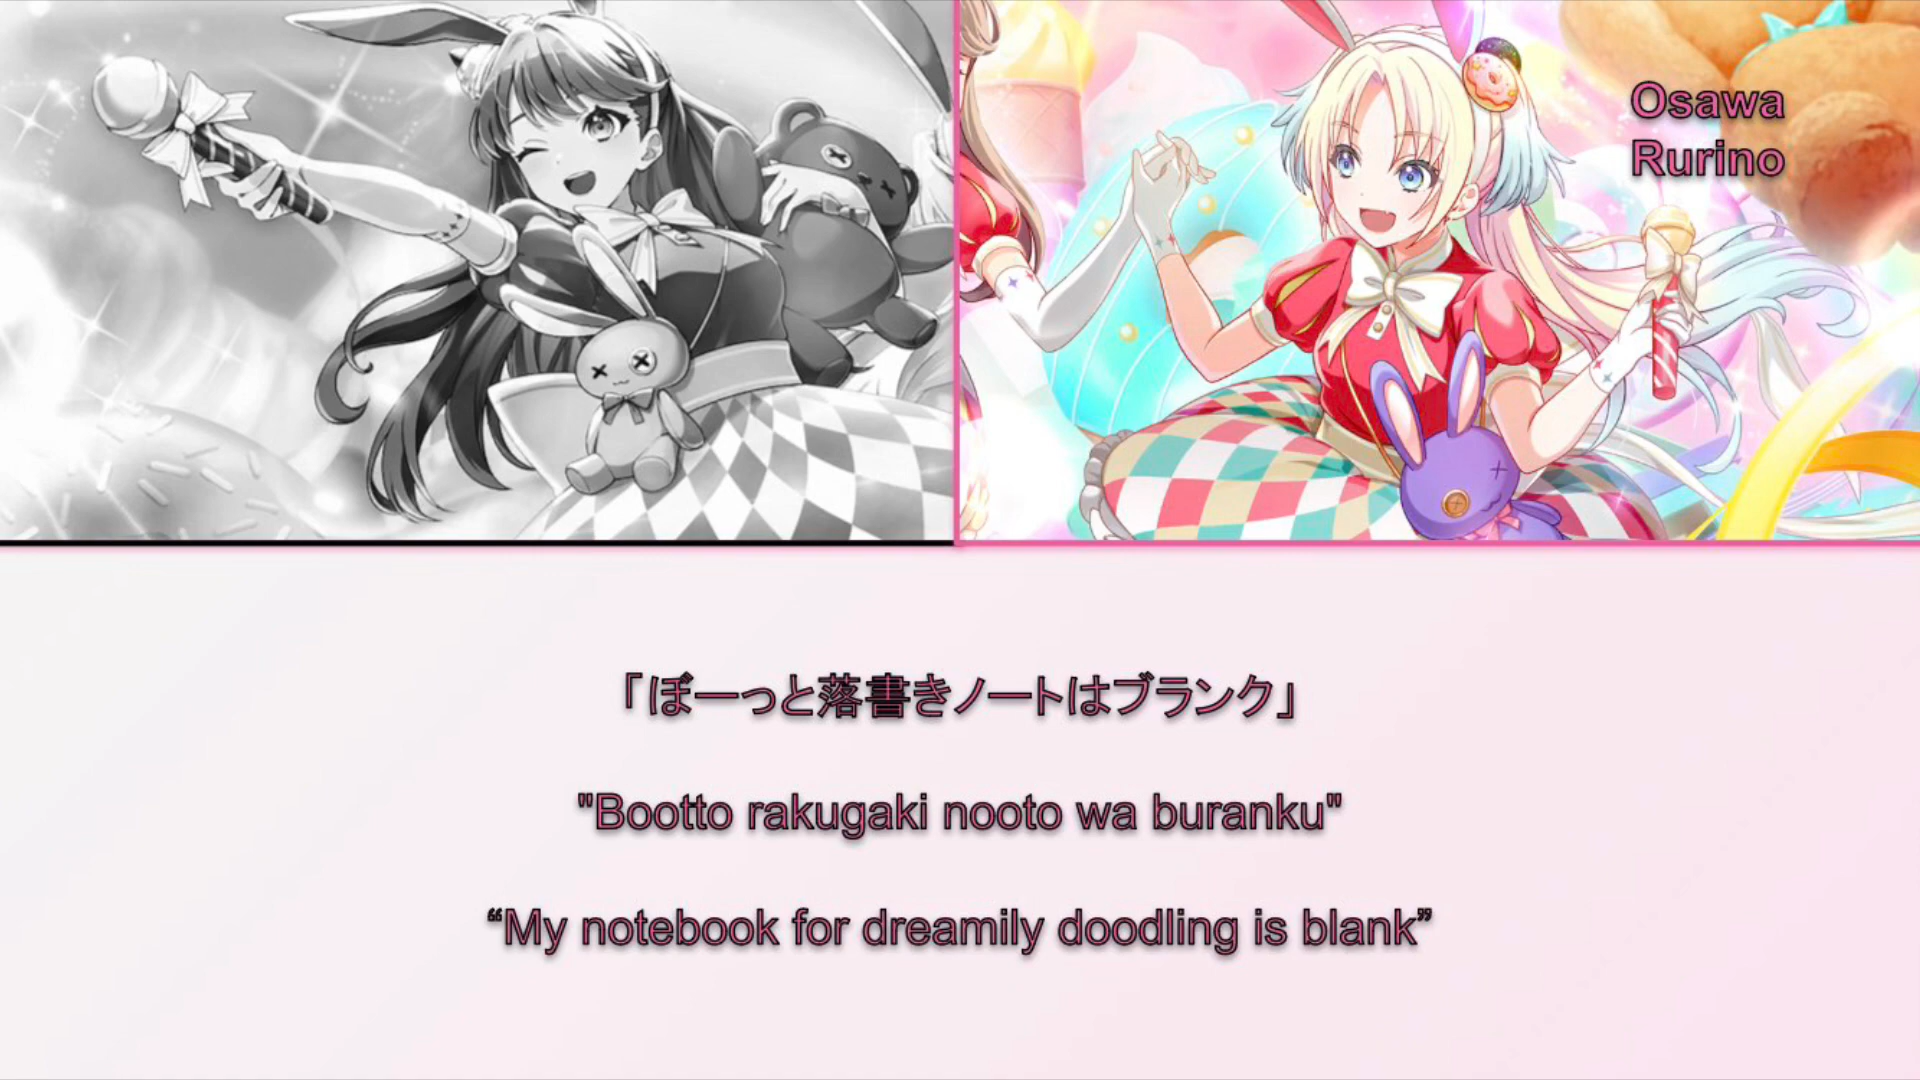 Osawa
Rurino
「ぼーっと落書きノートはブランク」
"Bootto rakugaki nooto wa buranku"
“My notebook for dreamily doodling is blank”